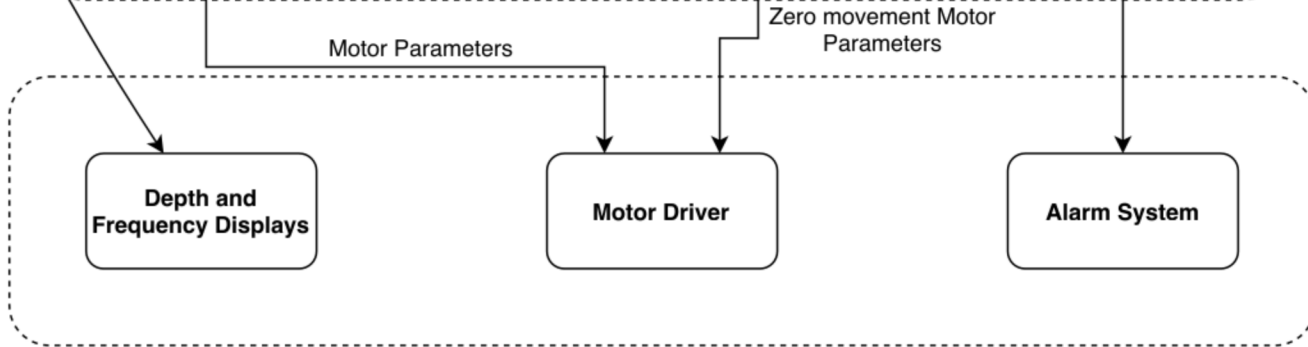 Zero movement Motor
Parameters
Motor Parameters
Depth and
Frequency Displays
Motor Driver
Alarm System